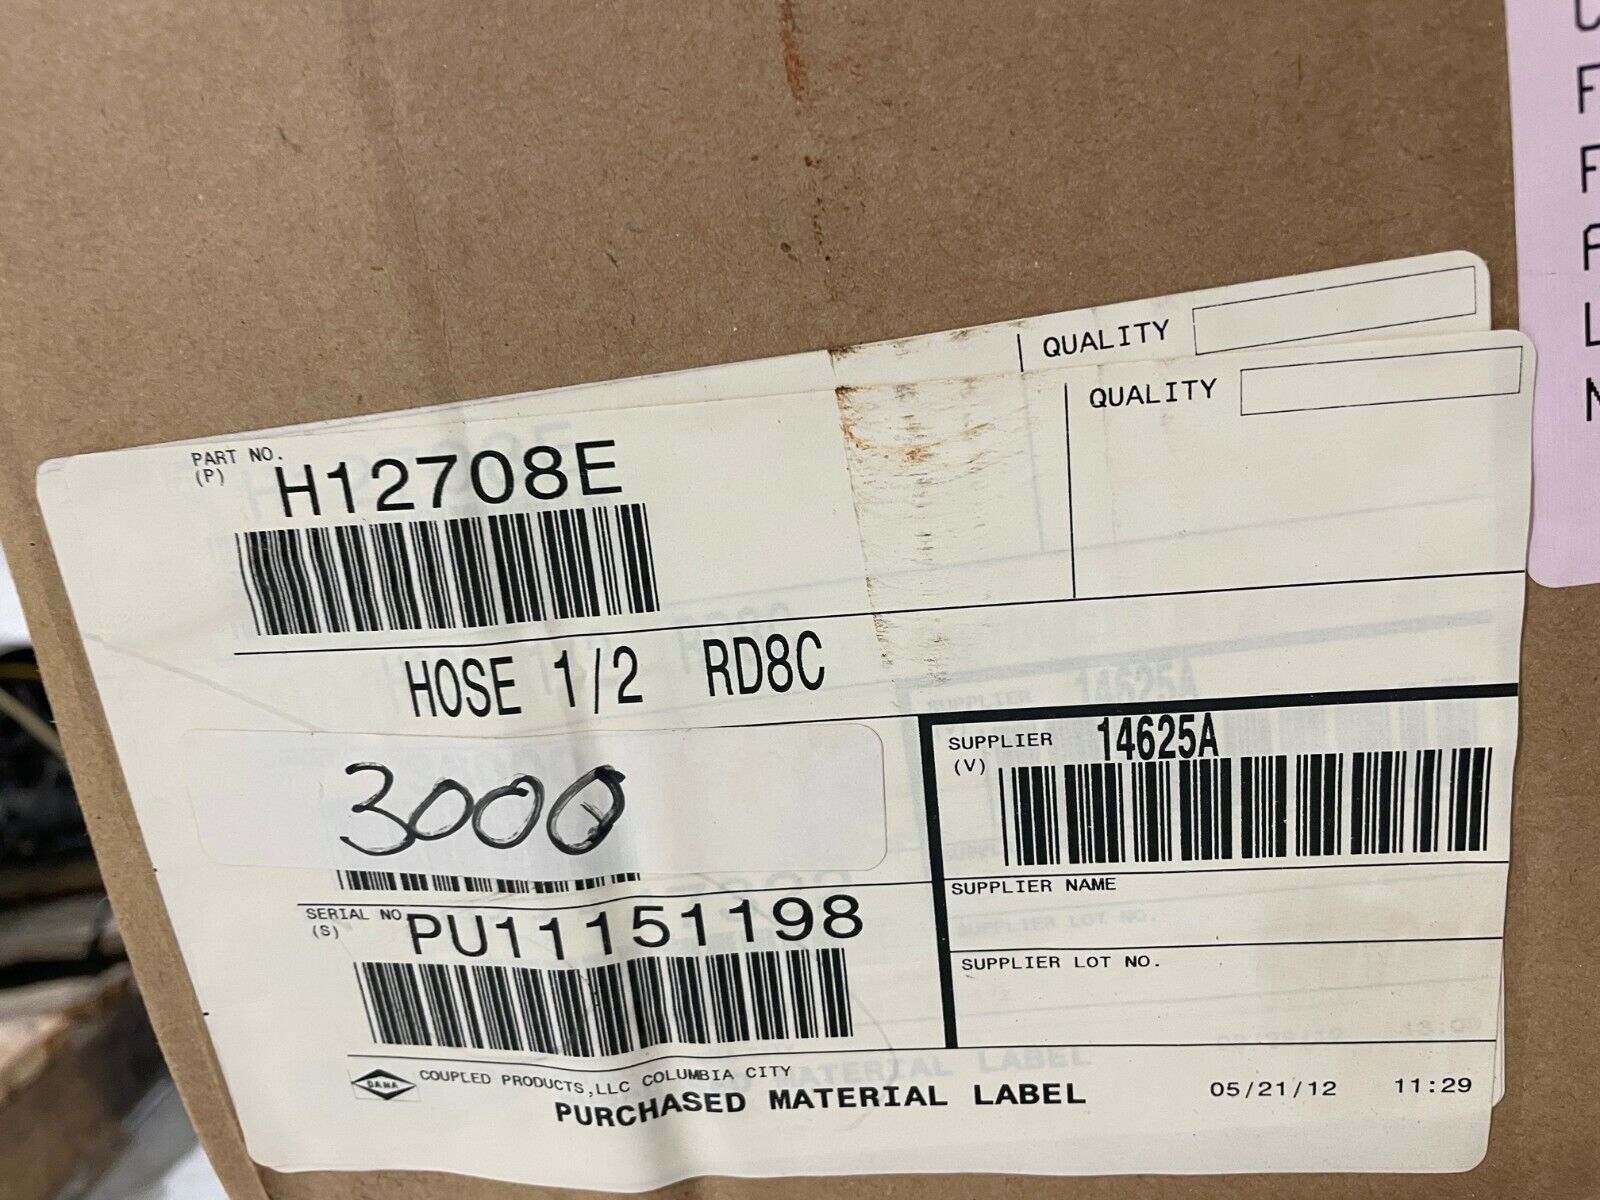 QUALITY
QUALITY
PART NO.
(P)
H12708E
HOSE 1/2 RD8C
3000
SUPPLIER
(V)
14625A
SUPPLIER NAME
SERIAL NO.
(S)
PU11151198
SUPPLIER LOT NO.
DANA
COUPLED PRODUCTS,LLC COLUMBIA CITY
PURCHASED MATERIAL LABEL
05/21/12 11:29